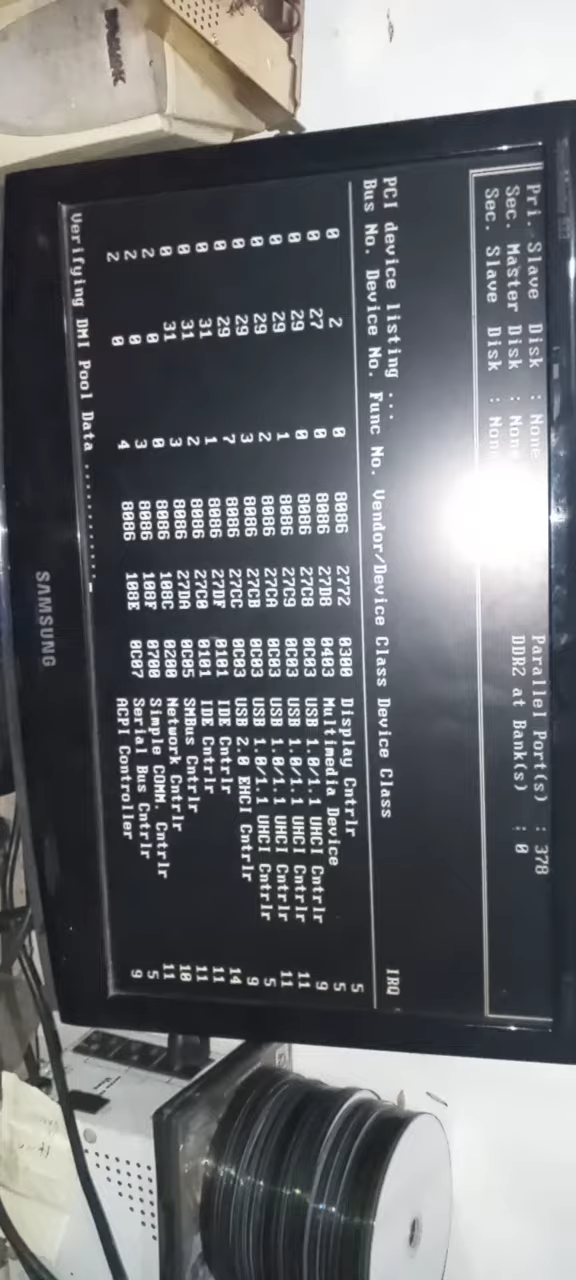 Pri. Slave Disk : None
Sec. Master Disk : None
Sec. Slave Disk : None
Parallel Port(s) : 378
DDR2 at Bank(s) : 0
PCI device listing ...
Bus No. Device No. Func No. Vendor/Device Class Device Class IRQ
0 2 0 8086 2772 0300 Display Cntrlr 5
0 27 0 8086 27D8 0403 Multimedia Device 5
0 29 0 8086 27C8 0C03 USB 1.0/1.1 UHCI Cntrlr 9
0 29 1 8086 27C9 0C03 USB 1.0/1.1 UHCI Cntrlr 11
0 29 2 8086 27CA 0C03 USB 1.0/1.1 UHCI Cntrlr 11
0 29 3 8086 27CB 0C03 USB 1.0/1.1 UHCI Cntrlr 5
0 29 7 8086 27CC 0C03 USB 2.0 EHCI Cntrlr 9
0 31 1 8086 27DF 0101 IDE Cntrlr 14
0 31 2 8086 27C0 0101 IDE Cntrlr 11
0 31 3 8086 27DA 0C05 SMBus Cntrlr 11
2 0 0 8086 108C 0200 Network Cntrlr 10
2 0 3 8086 108F 0700 Simple COMM. Cntrlr 11
2 0 4 8086 108E 0C07 Serial Bus Cntrlr 5
ACPI Controller 9
Verifying DMI Pool Data ..............
SAMSUNG